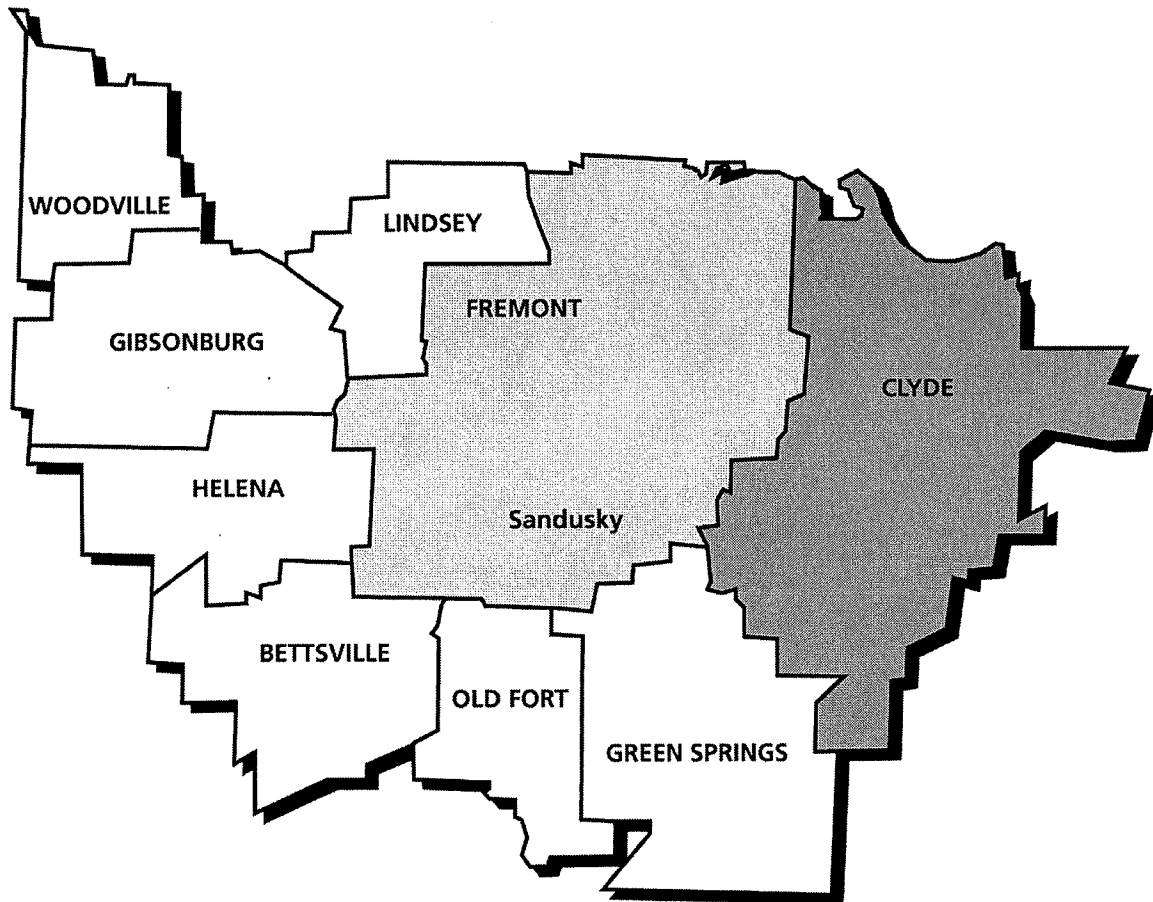 WOODVILLE
LINDSEY
FREMONT
GIBSONBURG
CLYDE
HELENA
Sandusky
BETTSVILLE
OLD FORT
GREEN SPRINGS